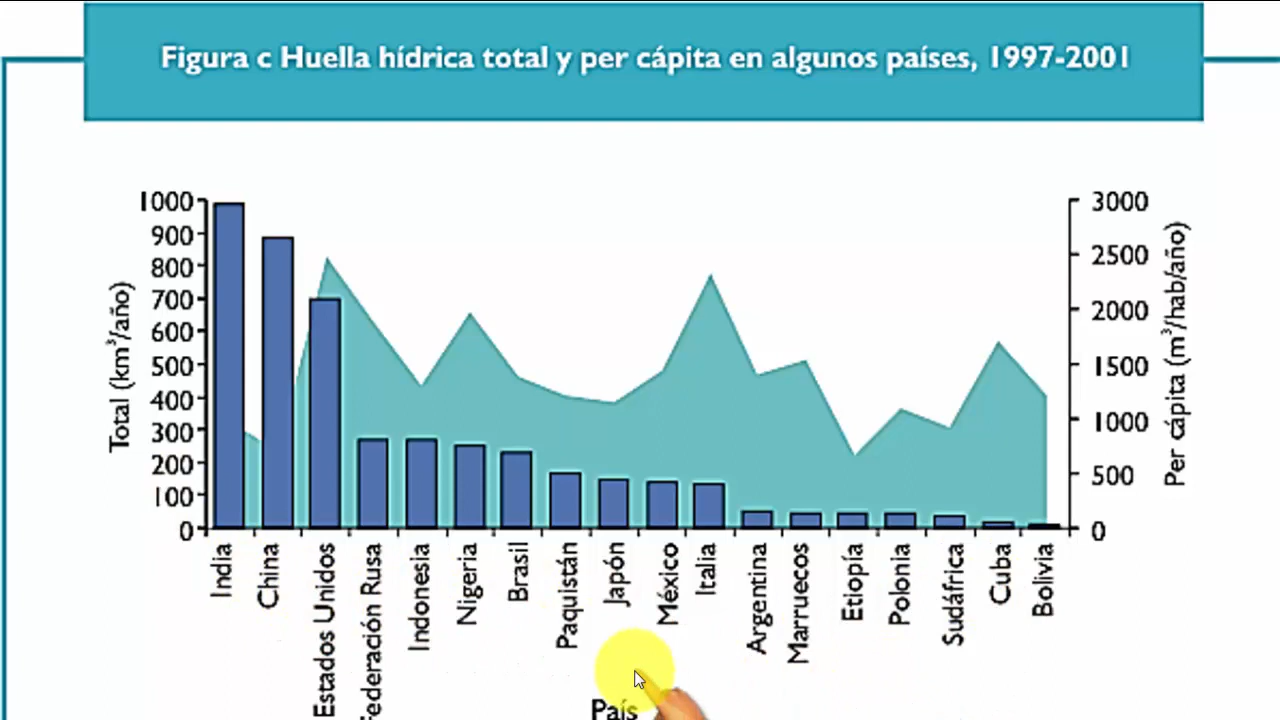 Figura c Huella hídrica total y per cápita en algunos países, 1997-2001
Total (km³/año)
1000
900
800
700
600
500
400
300
200
100
0
3000
2500
2000
1500
1000
500
0
Per cápita (m³/hab/año)
India
China
Estados Unidos
Federación Rusa
Indonesia
Nigeria
Brasil
Paquistán
Japón
México
Italia
Argentina
Marruecos
Etiopía
Polonia
Sudáfrica
Cuba
Bolivia
País